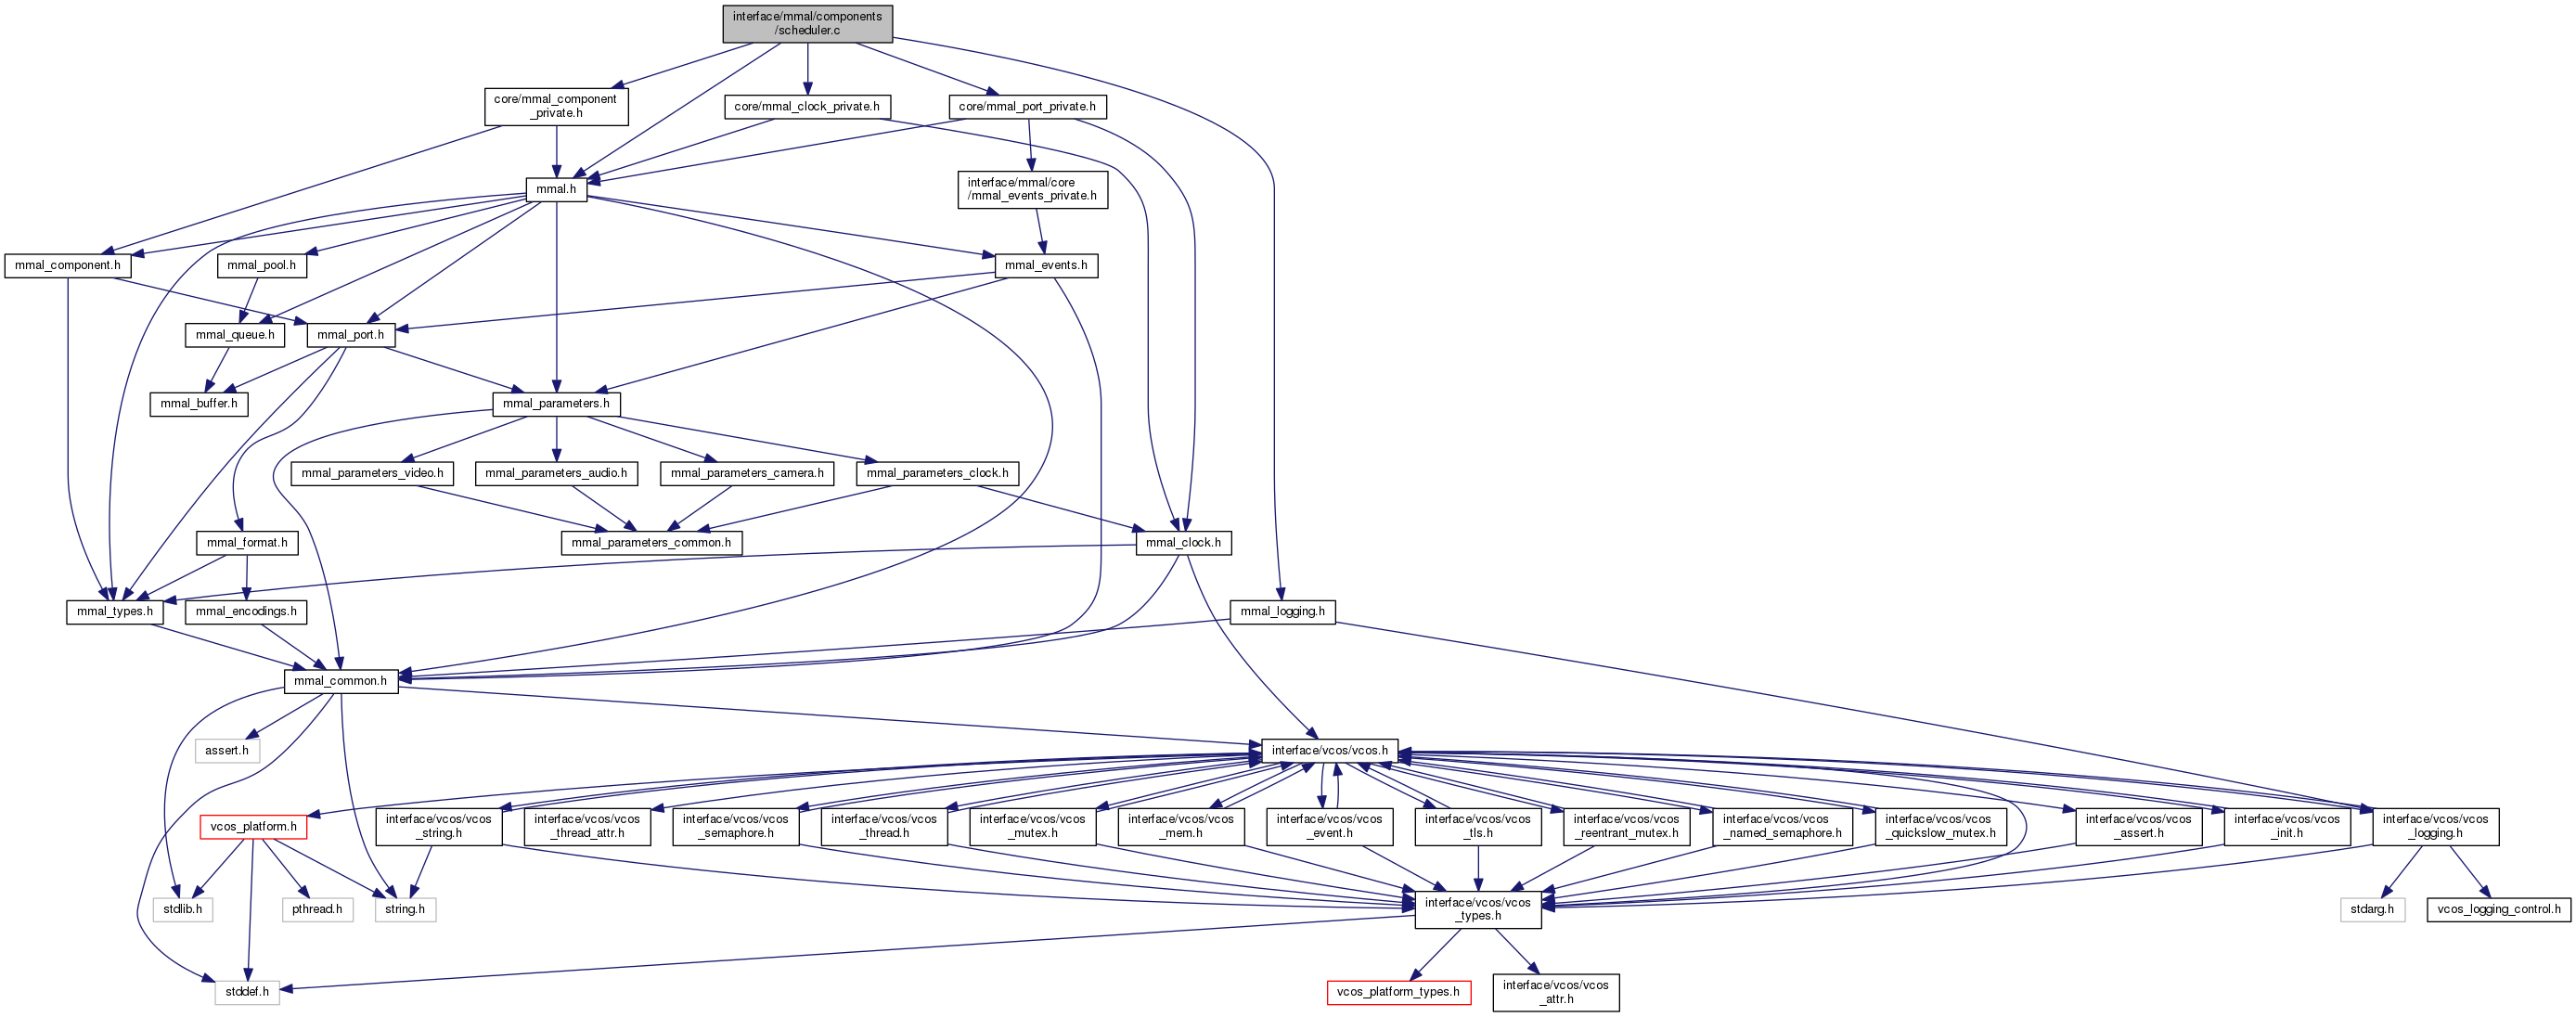 interface/mmal/components
/scheduler.c
core/mmal_component
_private.h
core/mmal_clock_private.h
core/mmal_port_private.h
mmal.h
interface/mmal/core
/mmal_events_private.h
mmal_component.h
mmal_pool.h
mmal_events.h
mmal_queue.h
mmal_port.h
mmal_buffer.h
mmal_parameters.h
mmal_parameters_video.h
mmal_parameters_audio.h
mmal_parameters_camera.h
mmal_parameters_clock.h
mmal_format.h
mmal_parameters_common.h
mmal_clock.h
mmal_types.h
mmal_encodings.h
mmal_logging.h
mmal_common.h
assert.h
interface/vcos/vcos.h
vcos_platform.h
interface/vcos/vcos
_string.h
interface/vcos/vcos
_thread_attr.h
interface/vcos/vcos
_semaphore.h
interface/vcos/vcos
_thread.h
interface/vcos/vcos
_mutex.h
interface/vcos/vcos
_mem.h
interface/vcos/vcos
_event.h
interface/vcos/vcos
_tls.h
interface/vcos/vcos
_reentrant_mutex.h
interface/vcos/vcos
_named_semaphore.h
interface/vcos/vcos
_quickslow_mutex.h
interface/vcos/vcos
_assert.h
interface/vcos/vcos
_init.h
interface/vcos/vcos
_logging.h
stdlib.h
pthread.h
string.h
interface/vcos/vcos
_types.h
stdarg.h
vcos_logging_control.h
stddef.h
vcos_platform_types.h
interface/vcos/vcos
_attr.h